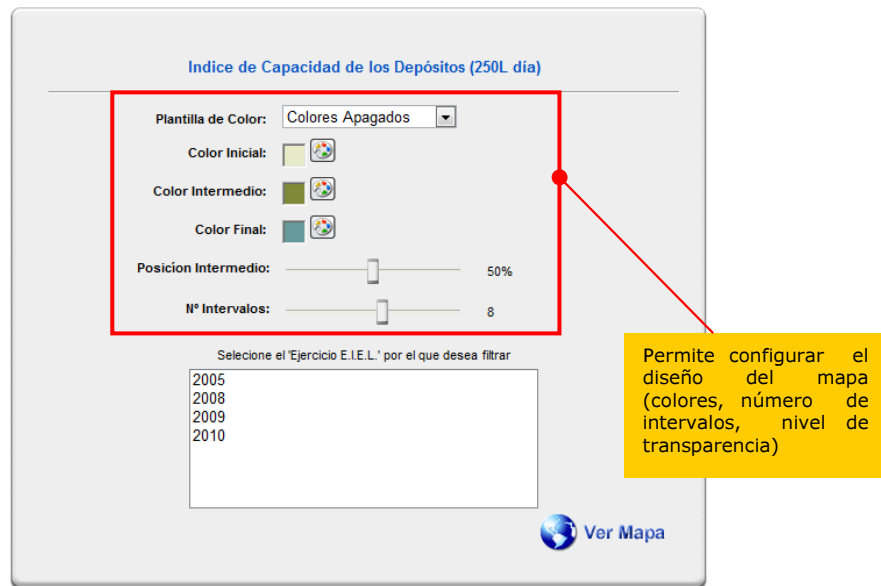 Indice de Capacidad de los Depósitos (250L día)
Plantilla de Color: Colores Apagados
Color Inicial:
Color Intermedio:
Color Final:
Posicíon Intermedio: 50%
Nº Intervalos: 8
Selecione el 'Ejercicio E.I.E.L.' por el que desea filtrar
2005
2008
2009
2010
Ver Mapa
Permite configurar el
diseño del mapa
(colores, número de
intervalos, nivel de
transparencia)